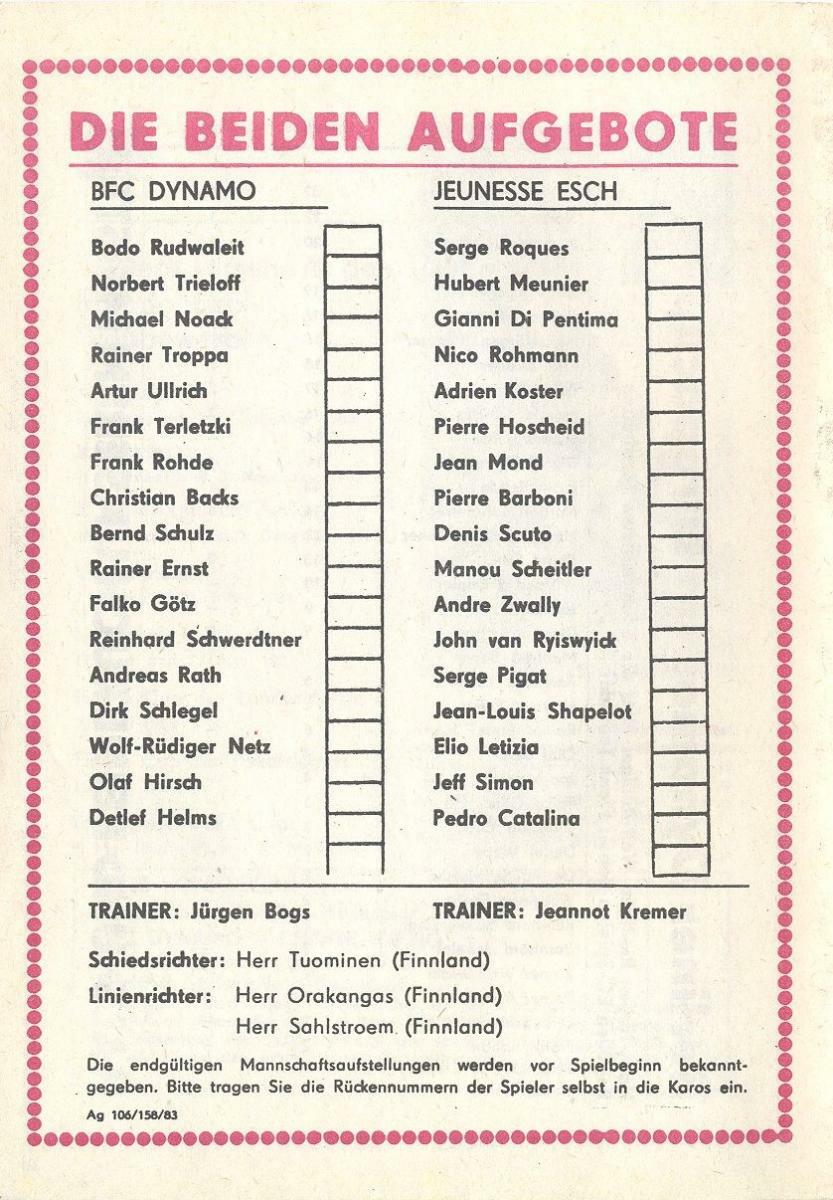 DIE BEIDEN AUFGEBOTE
BFC DYNAMO
Bodo Rudwaleit
Norbert Trieloff
Michael Noack
Rainer Troppa
Artur Ullrich
Frank Terletzki
Frank Rohde
Christian Backs
Bernd Schulz
Rainer Ernst
Falko Götz
Reinhard Schwerdtner
Andreas Rath
Dirk Schlegel
Wolf-Rüdiger Netz
Olaf Hirsch
Detlef Helms
TRAINER: Jürgen Bogs
JEUNESSE ESCH
Serge Roques
Hubert Meunier
Gianni Di Pentima
Nico Rohmann
Adrien Koster
Pierre Hoscheid
Jean Mond
Pierre Barboni
Denis Scuto
Manou Scheitler
Andre Zwally
John van Ryiswyick
Serge Pigat
Jean-Louis Shapelot
Elio Letizia
Jeff Simon
Pedro Catalina
TRAINER: Jeannot Kremer
Schiedsrichter: Herr Tuominen (Finnland)
Linienrichter: Herr Orakangas (Finnland)
Herr Sahlstroem (Finnland)
Die endgültigen Mannschaftsaufstellungen werden vor Spielbeginn bekannt-
gegeben. Bitte tragen Sie die Rückennummern der Spieler selbst in die Karos ein.
Ag 106/158/83